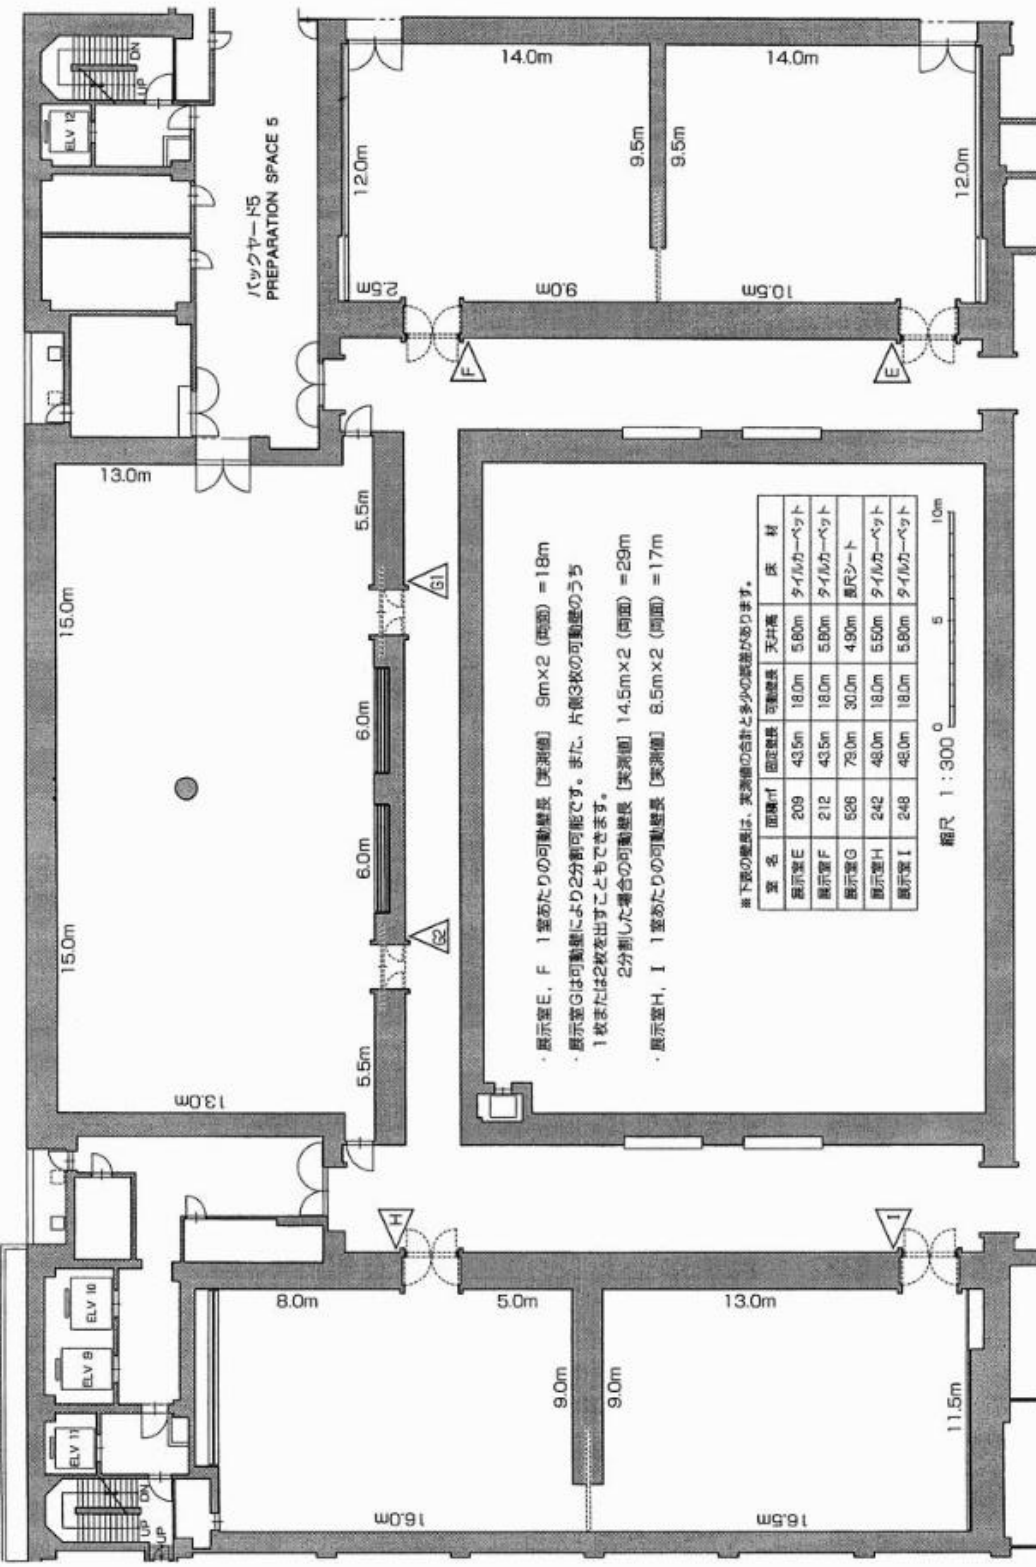 DN
UP
ELV 12
バックヤード5
PREPARATION SPACE 5
14.0m
14.0m
12.0m
9.5m
9.5m
12.0m
2.5m
9.0m
10.5m
F
E
13.0m
15.0m
15.0m
13.0m
5.5m
6.0m
6.0m
5.5m
G1
G2
・展示室E，F　1室あたりの可動壁長［実測値］　9m×2（両面）＝18m
・展示室Gは可動壁により2分割可能です。また、片側3枚の可動壁のうち
1枚または2枚を出すこともできます。
2分割した場合の可動壁長［実測値］14.5m×2（両面）＝29m
・展示室H，I　1室あたりの可動壁長［実測値］8.5m×2（両面）＝17m
※下表の壁長は、実測値の合計と多少の誤差があります。
室　名　面積㎡　固定壁長　可動壁長　天井高　床　材
展示室E　209　43.5m　18.0m　5.80m　タイルカーペット
展示室F　212　43.5m　18.0m　5.80m　タイルカーペット
展示室G　526　79.0m　30.0m　4.90m　長尺シート
展示室H　242　48.0m　18.0m　5.50m　タイルカーペット
展示室I　248　48.0m　18.0m　5.80m　タイルカーペット
縮尺　1：300
0　5　10m
H
I
8.0m
5.0m
13.0m
9.0m
9.0m
11.5m
16.0m
16.5m
ELV 10
ELV 9
ELV 11
DN
UP
UP